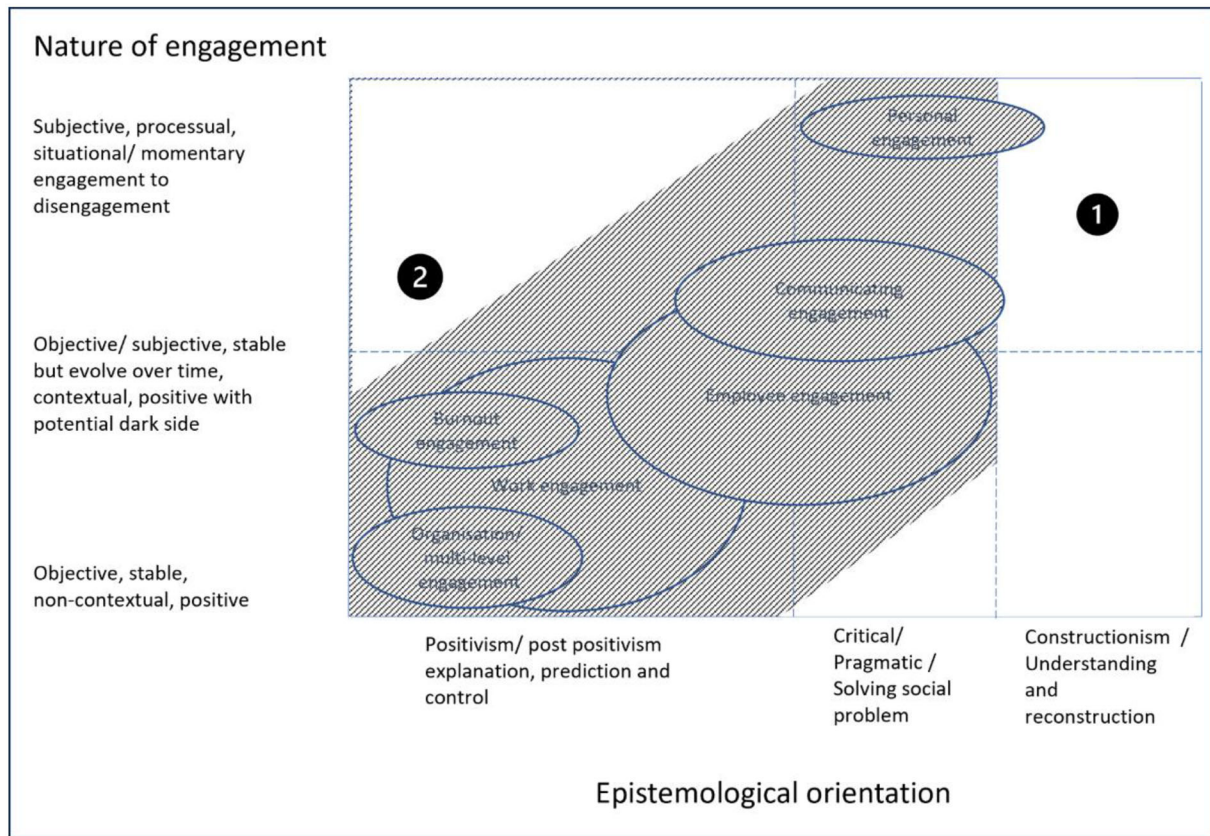 Nature of engagement
Subjective, processual,
situational/ momentary
engagement to
disengagement
Personal
engagement
1
2
Communicating
engagement
Objective/ subjective, stable
but evolve over time,
contextual, positive with
potential dark side
Employee engagement
Burnout
engagement
Work engagement
Organisation/
multi-level
engagement
Objective, stable,
non-contextual, positive
Positivism/ post positivism
explanation, prediction and
control
Critical/
Pragmatic /
Solving social
problem
Constructionism /
Understanding
and
reconstruction
Epistemological orientation